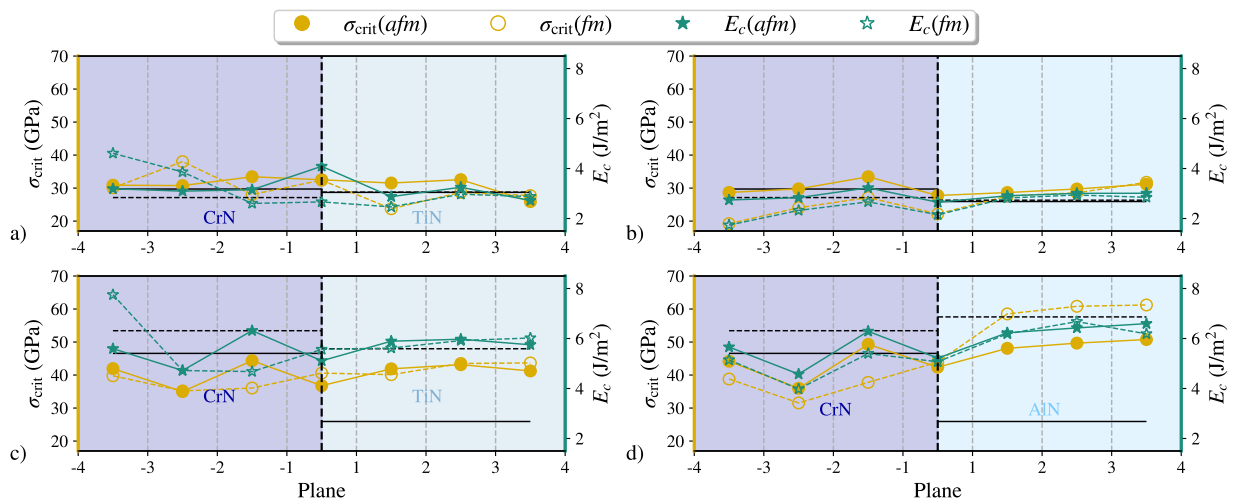 σcrit(afm) σcrit(fm) Ec(afm) Ec(fm)
70
60
50
40
30
20
σcrit (GPa)
8
6
4
2
Ec (J/m²)
CrN TiN
a)
-4 -3 -2 -1 1 2 3 4
70
60
50
40
30
20
σcrit (GPa)
8
6
4
2
Ec (J/m²)
b)
-4 -3 -2 -1 1 2 3 4
70
60
50
40
30
20
σcrit (GPa)
8
6
4
2
Ec (J/m²)
CrN TiN
c)
-4 -3 -2 -1 1 2 3 4
Plane
70
60
50
40
30
20
σcrit (GPa)
8
6
4
2
Ec (J/m²)
CrN AlN
d)
-4 -3 -2 -1 1 2 3 4
Plane